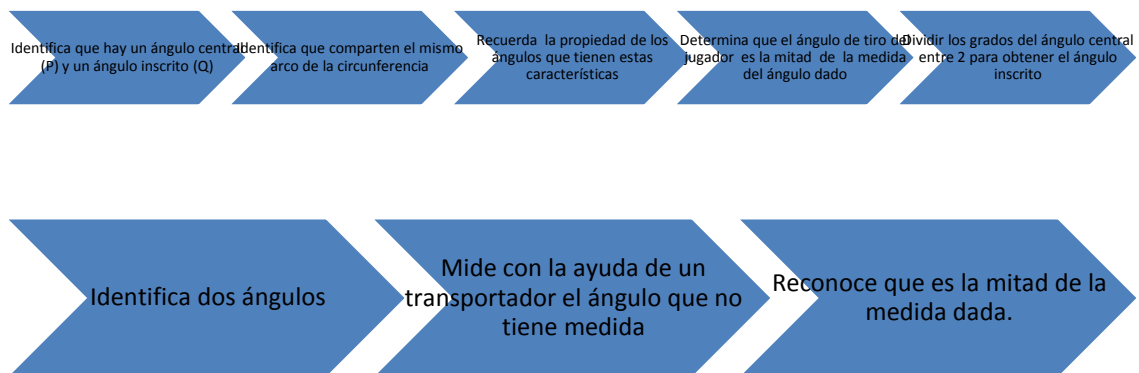 Identifica que hay un ángulo central
(P) y un ángulo inscrito (Q)
Identifica que comparten el mismo
arco de la circunferencia
Recuerda la propiedad de los
ángulos que tienen estas
características
Determina que el ángulo de tiro del
jugador es la mitad de la medida
del ángulo dado
Dividir los grados del ángulo central
entre 2 para obtener el ángulo
inscrito
Identifica dos ángulos
Mide con la ayuda de un
transportador el ángulo que no
tiene medida
Reconoce que es la mitad de la
medida dada.